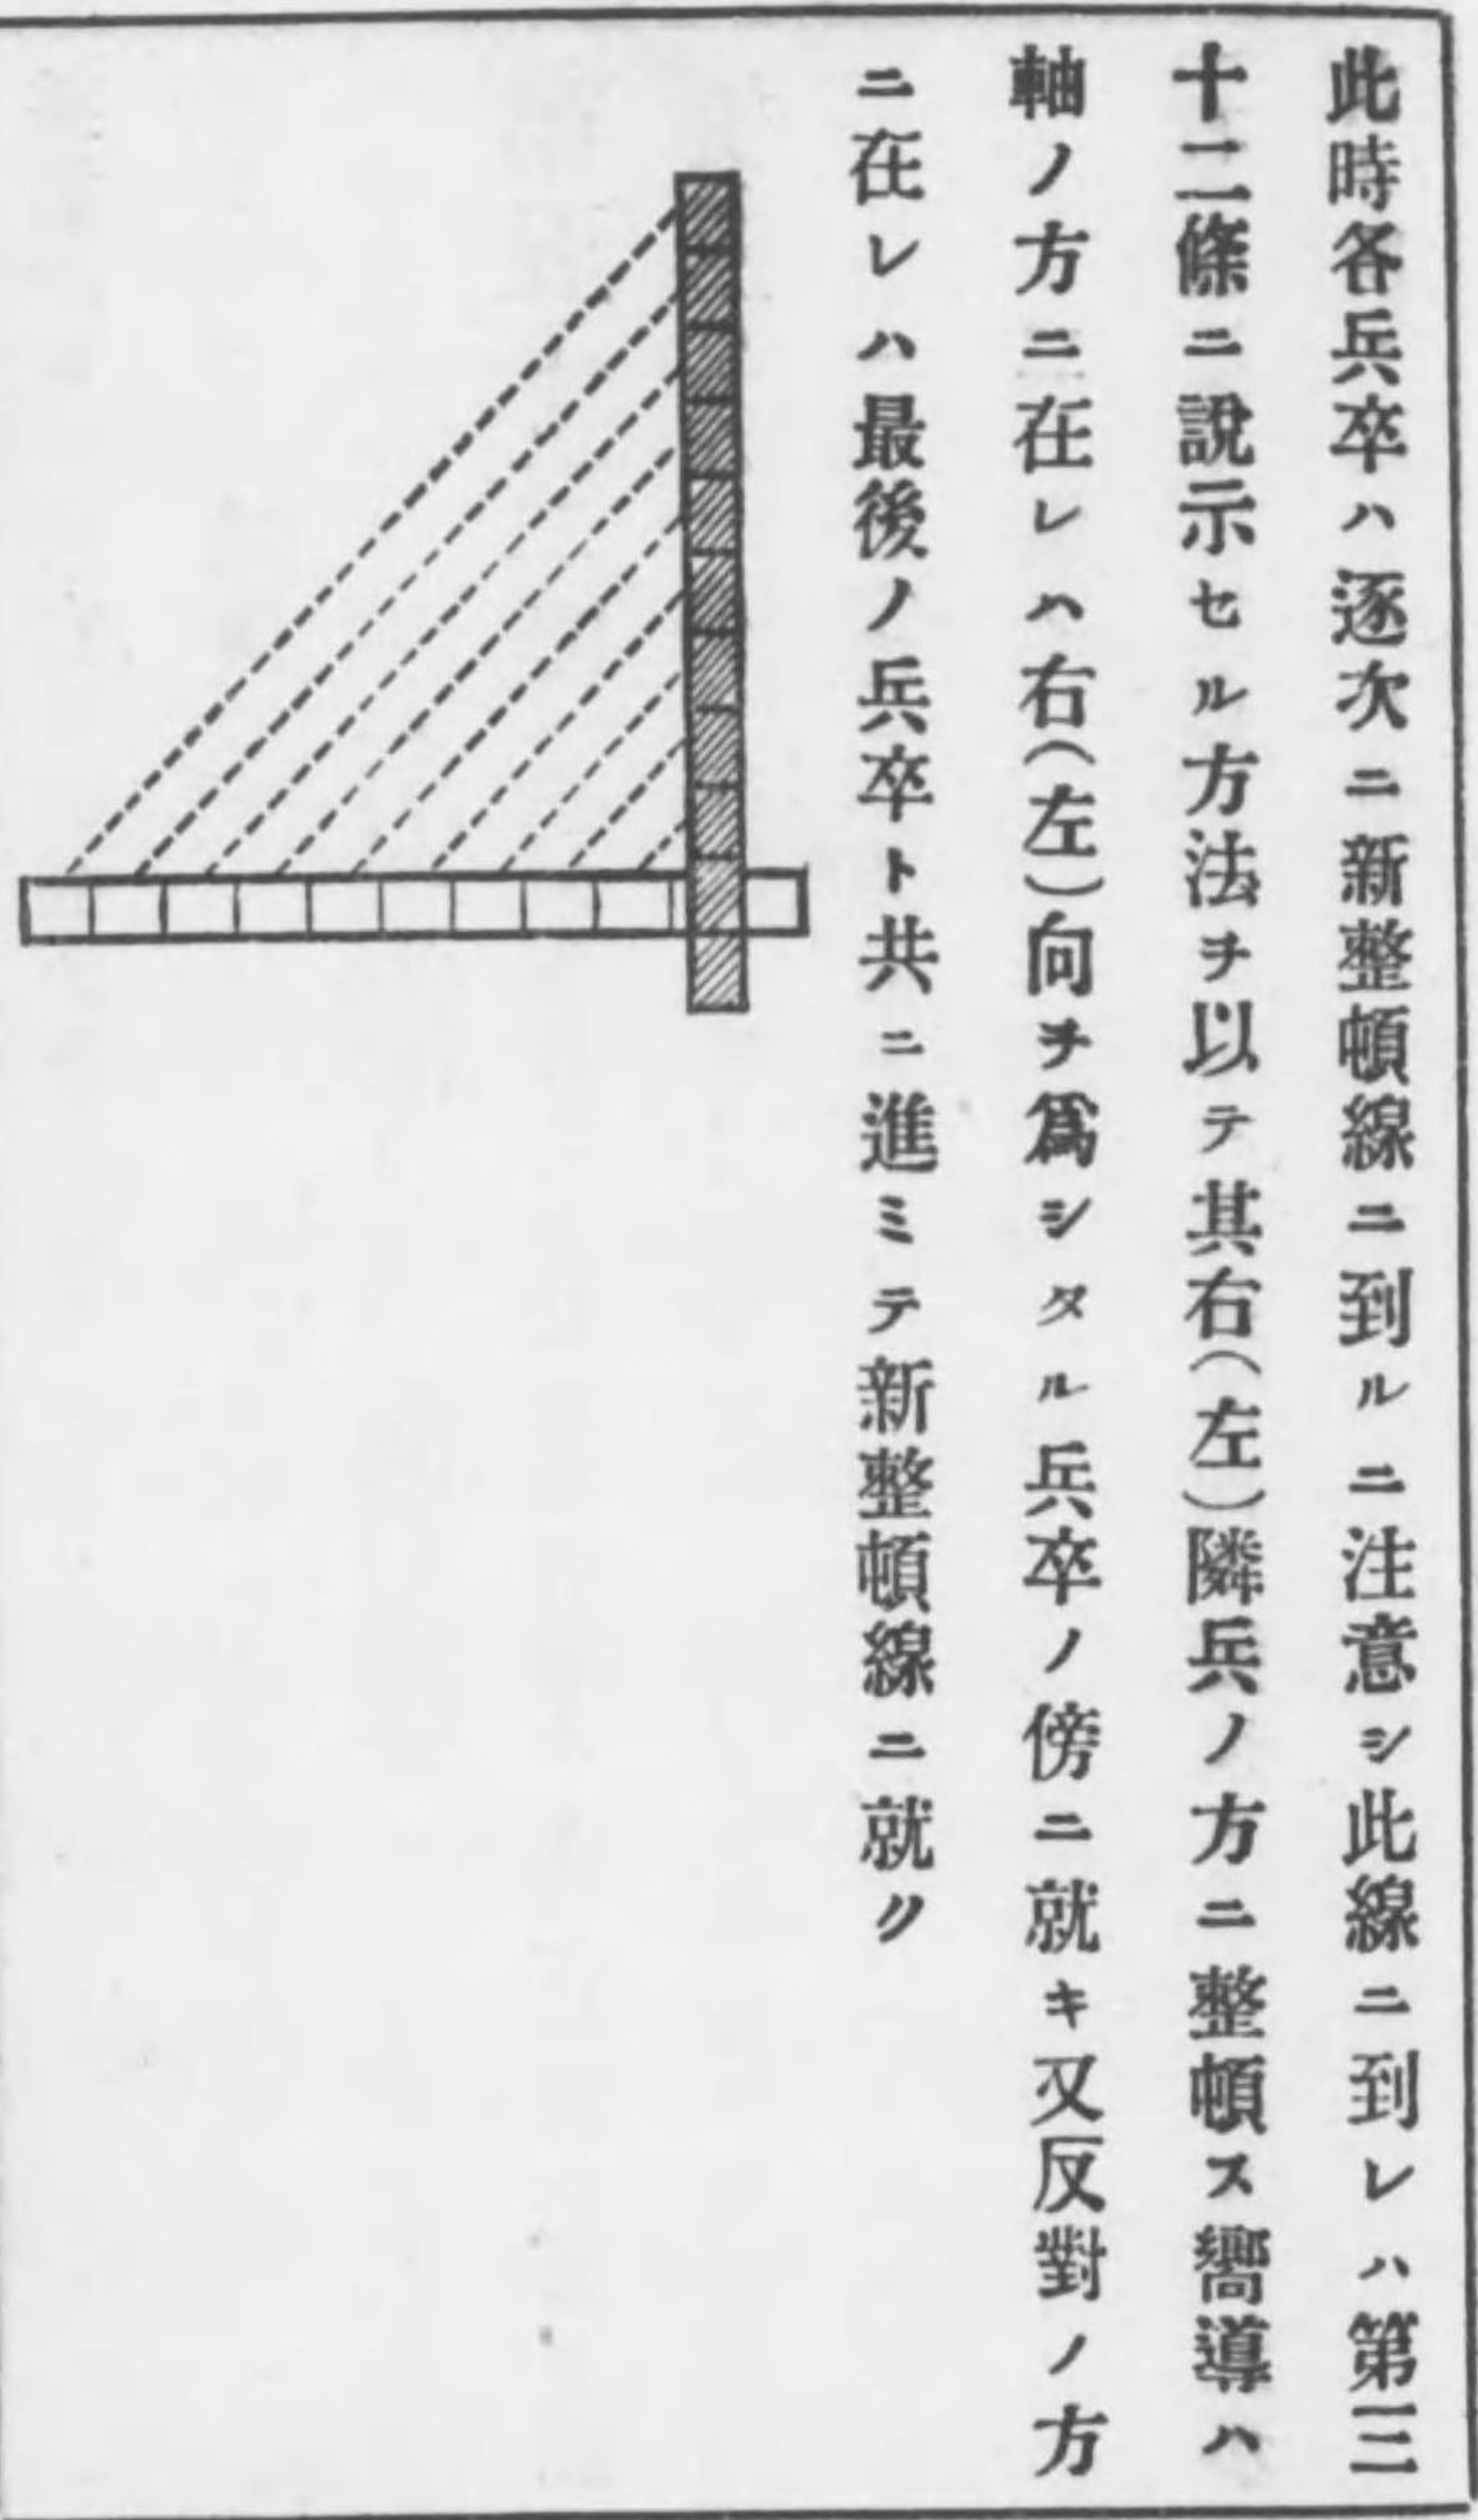 此時各兵卒ハ逐次ニ新整頓線ニ到ルニ注意シ此線ニ到レハ第三
十二條ニ說示セル方法ヲ以テ其右(左)隣兵ノ方ニ整頓ス嚮導ハ
軸ノ方ニ在レハ右(左)向ヲ爲シタル兵卒ノ傍ニ就キ又反對ノ方
ニ在レハ最後ノ兵卒ト共ニ進ミテ新整頓線ニ就ク